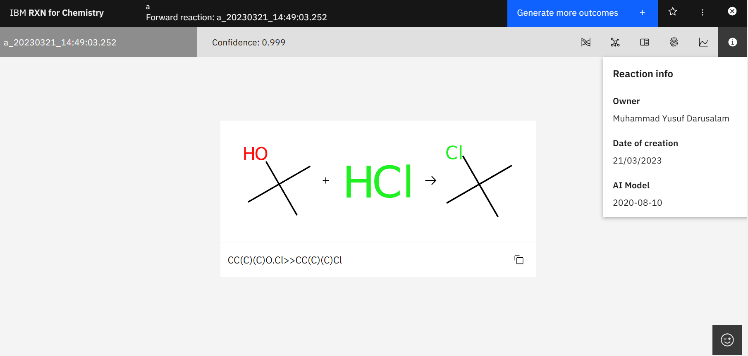 IBM RXN for Chemistry
a
Forward reaction: a_20230321_14:49:03.252
Generate more outcomes +
a_20230321_14:49:03.252
Confidence: 0.999
Reaction info
Owner
Muhammad Yusuf Darusalam
Date of creation
21/03/2023
AI Model
2020-08-10
HO + HCl → Cl
CC(C)(C)O.Cl>>CC(C)(C)Cl